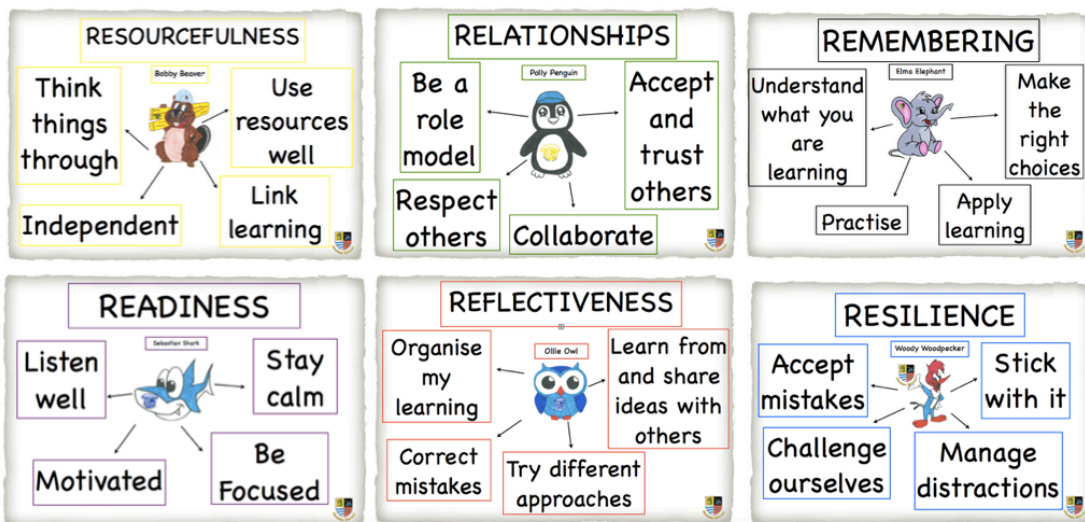 RESOURCEFULNESS
Bobby Beaver
Think
things
through
Use
resources
well
Independent
Link
learning
RELATIONSHIPS
Polly Penguin
Be a
role
model
Accept
and
trust
others
Respect
others
Collaborate
REMEMBERING
Elma Elephant
Understand
what you
are
learning
Make
the
right
choices
Practise
Apply
learning
READINESS
Sebastian Shark
Listen
well
Stay
calm
Motivated
Be
Focused
REFLECTIVENESS
Ollie Owl
Organise
my
learning
Learn from
and share
ideas with
others
Correct
mistakes
Try different
approaches
RESILIENCE
Woody Woodpecker
Accept
mistakes
Stick
with it
Challenge
ourselves
Manage
distractions